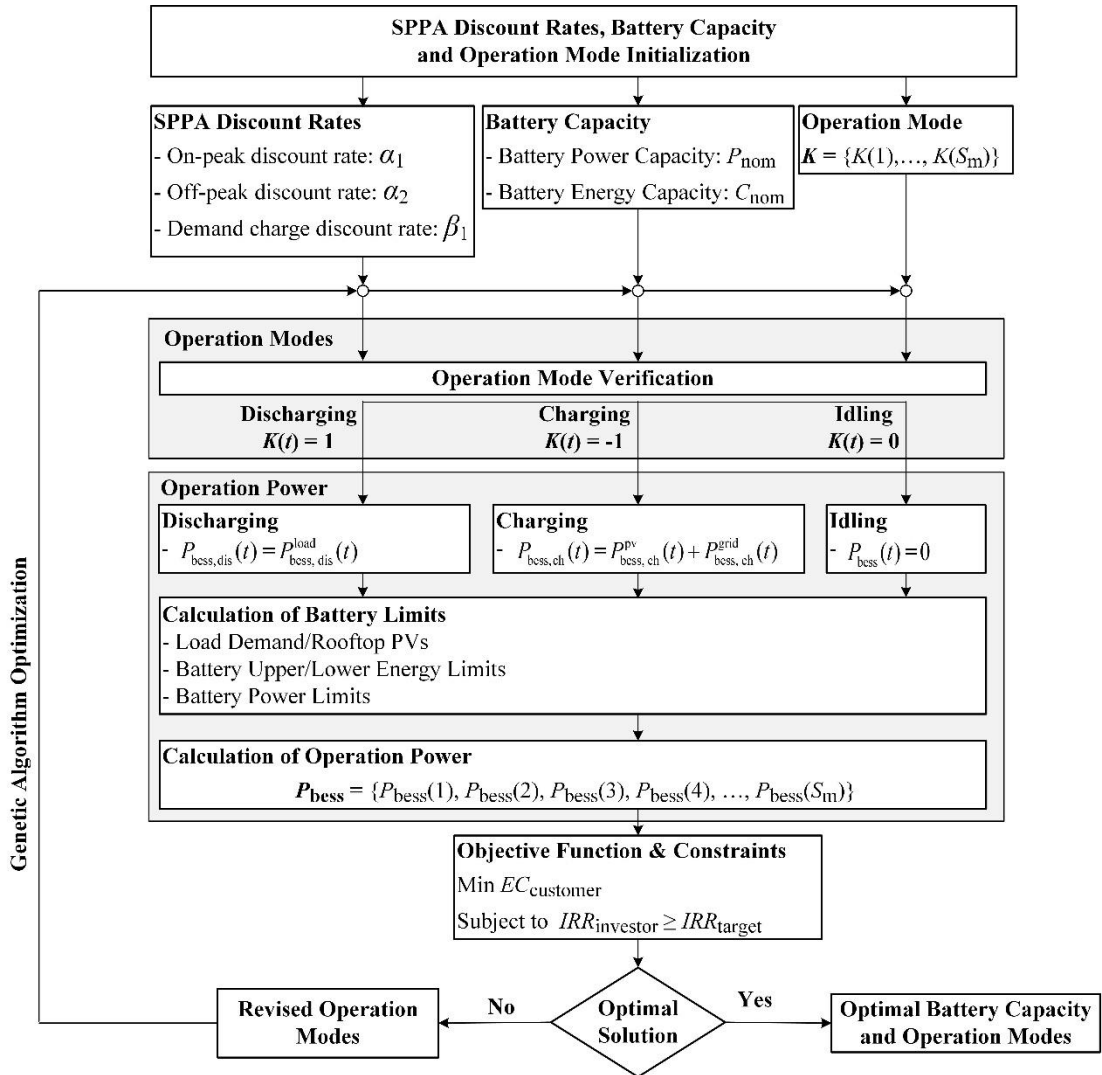 SPPA Discount Rates, Battery Capacity
and Operation Mode Initialization
SPPA Discount Rates
- On-peak discount rate: α1
- Off-peak discount rate: α2
- Demand charge discount rate: β1
Battery Capacity
- Battery Power Capacity: Pnom
- Battery Energy Capacity: Cnom
Operation Mode
K = {K(1),…, K(Sm)}
Operation Modes
Operation Mode Verification
Discharging
K(t) = 1
Charging
K(t) = -1
Idling
K(t) = 0
Operation Power
Discharging
- Pbess,dis(t) = Pbess, dis load(t)
Charging
- Pbess,ch(t) = Pbess, ch pv(t) + Pbess, ch grid(t)
Idling
- Pbess(t) = 0
Calculation of Battery Limits
- Load Demand/Rooftop PVs
- Battery Upper/Lower Energy Limits
- Battery Power Limits
Calculation of Operation Power
Pbess = {Pbess(1), Pbess(2), Pbess(3), Pbess(4), …, Pbess(Sm)}
Objective Function & Constraints
Min ECcustomer
Subject to IRRinvestor ≥ IRRtarget
Optimal
Solution
No
Yes
Revised Operation
Modes
Optimal Battery Capacity
and Operation Modes
Genetic Algorithm Optimization